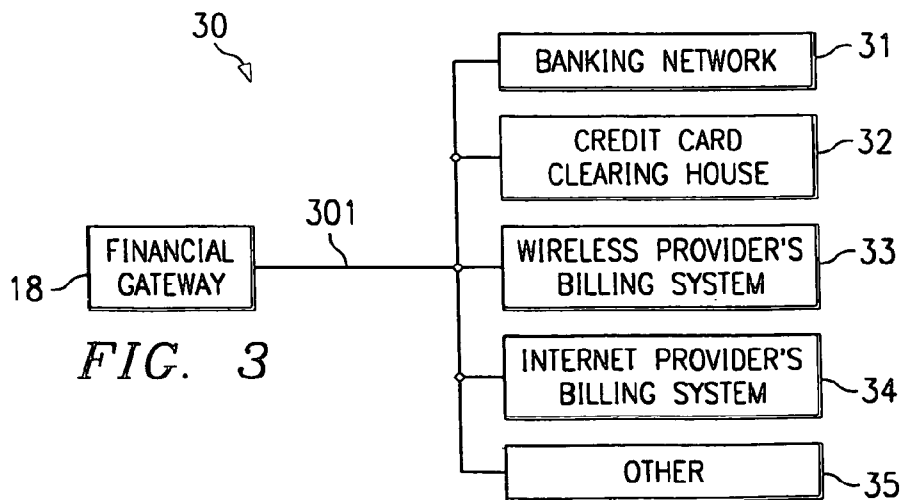 30
BANKING NETWORK
31
CREDIT CARD
CLEARING HOUSE
32
301
FINANCIAL
GATEWAY
18
WIRELESS PROVIDER'S
BILLING SYSTEM
33
INTERNET PROVIDER'S
BILLING SYSTEM
34
OTHER
35
FIG. 3